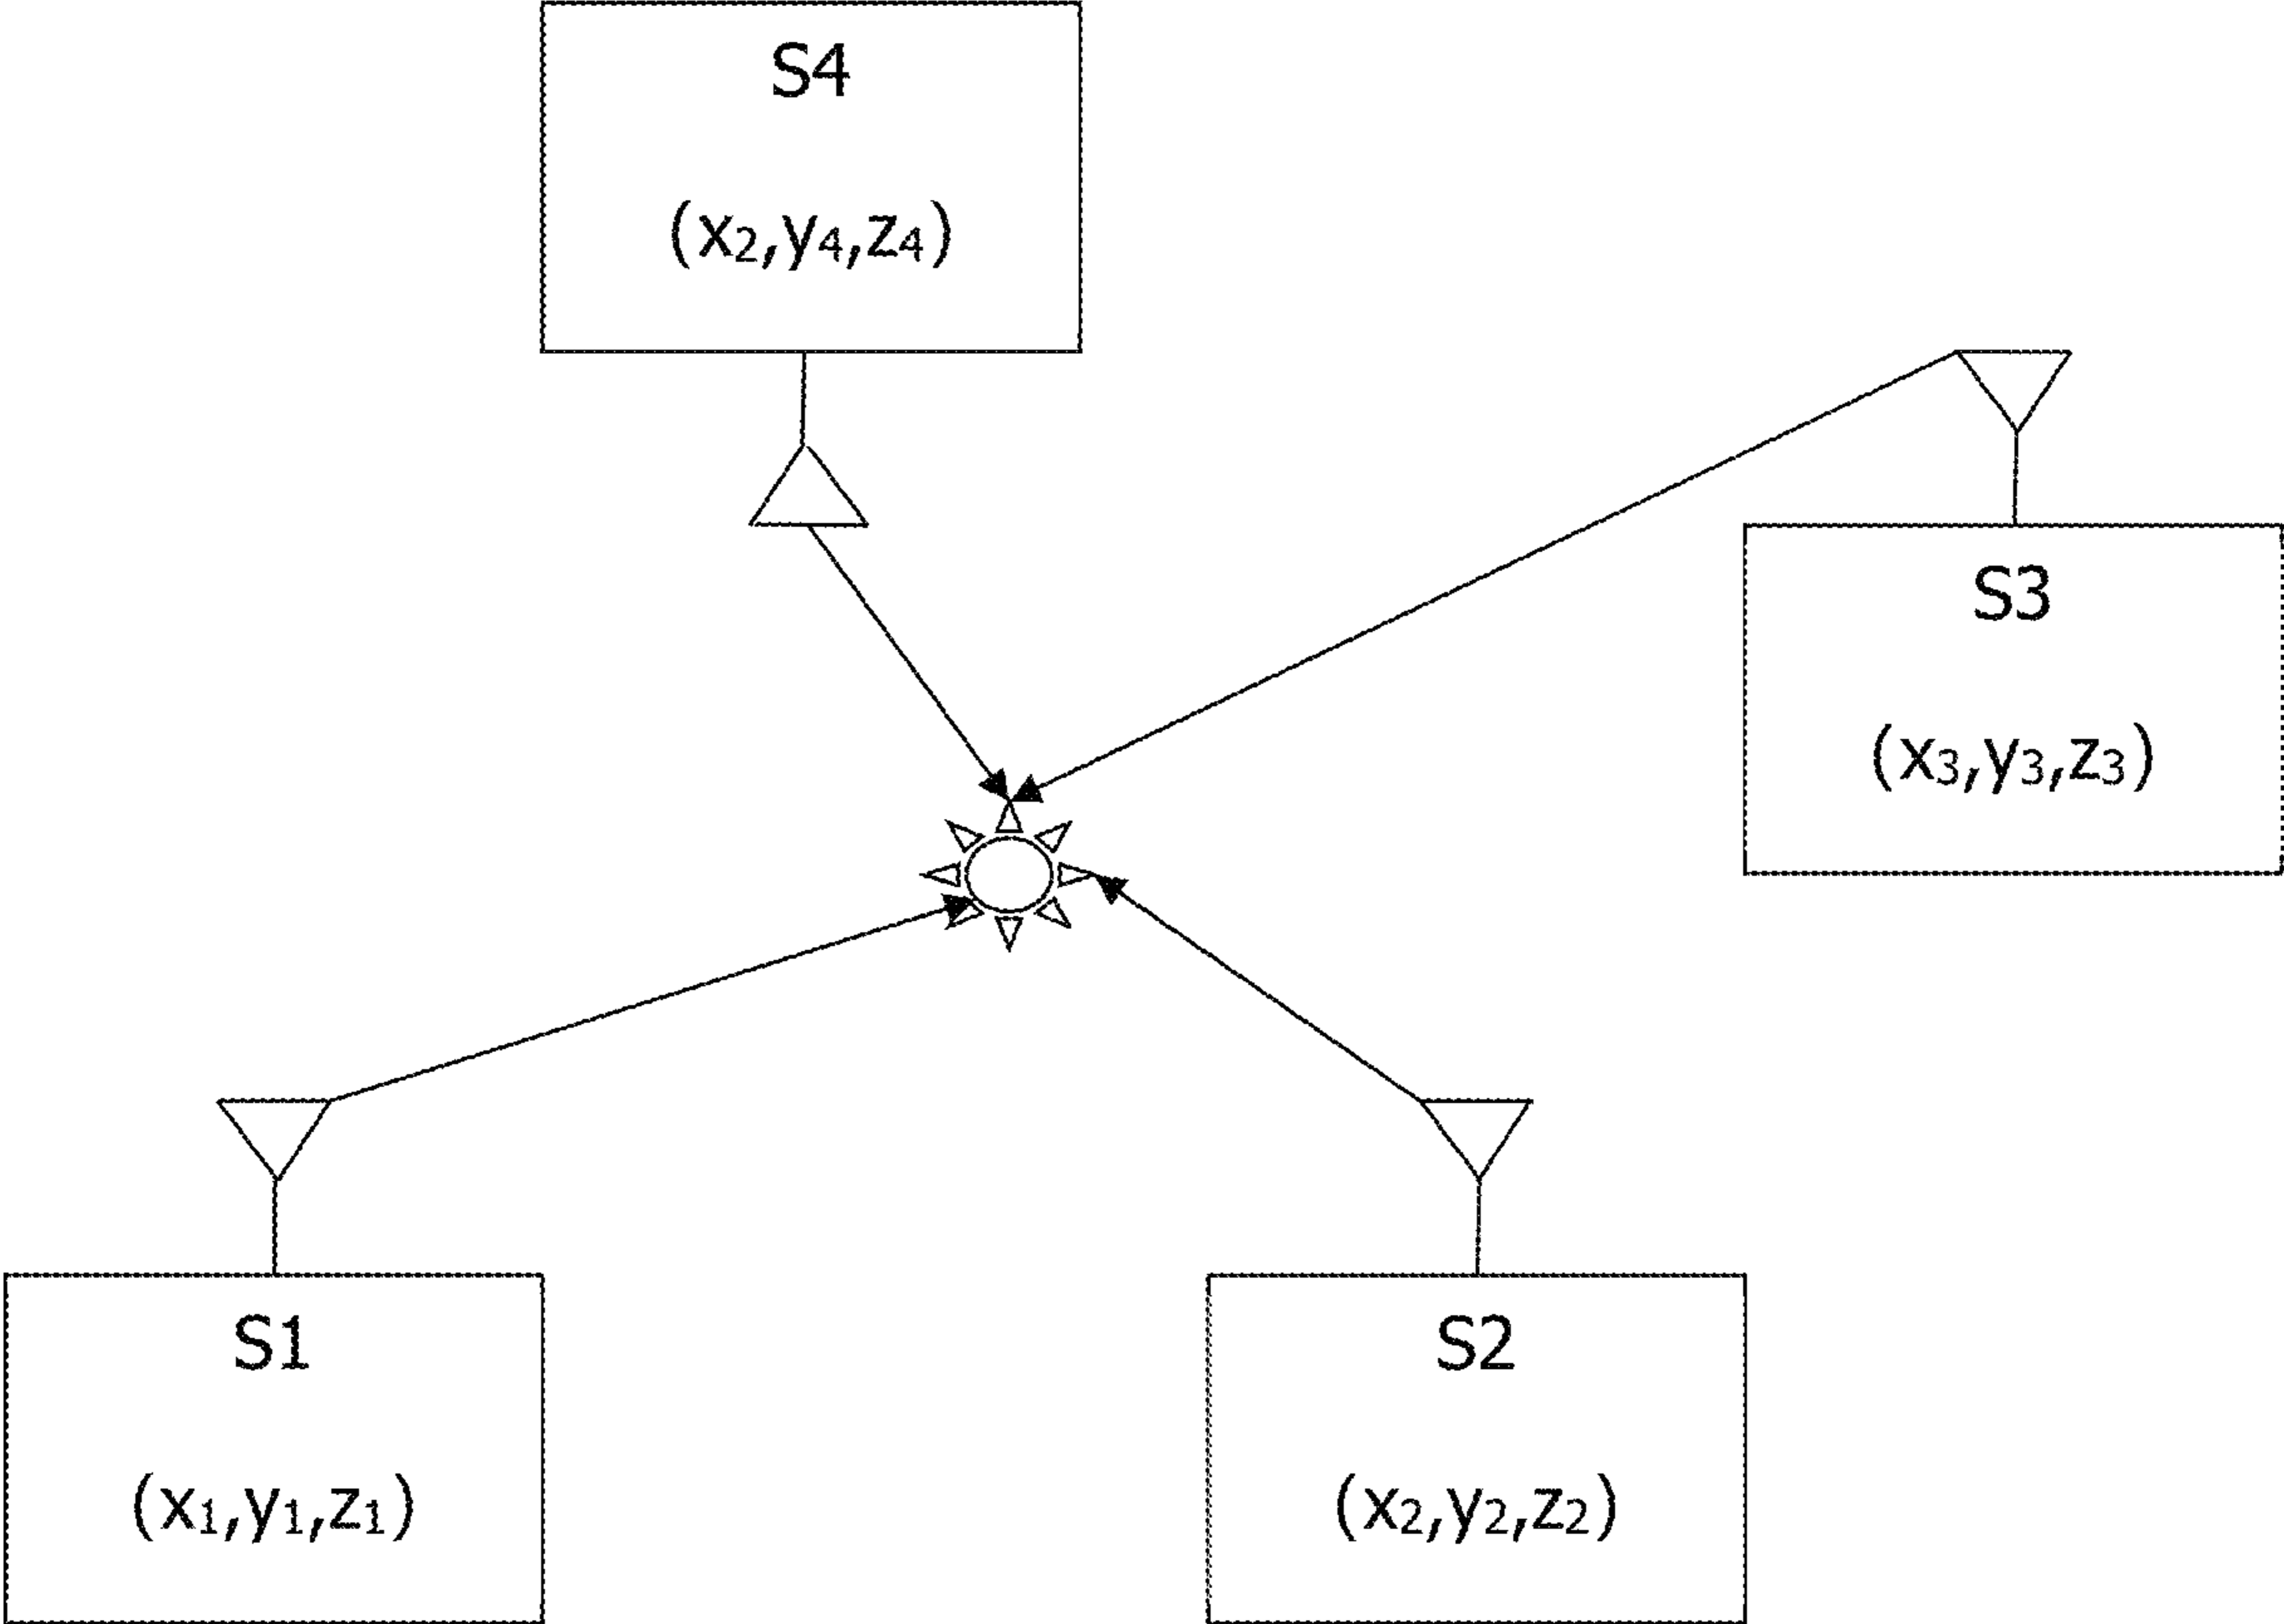 S4
(x₂,y₄,z₄)
S3
(x₃,y₃,z₃)
S1
(x₁,y₁,z₁)
S2
(x₂,y₂,z₂)